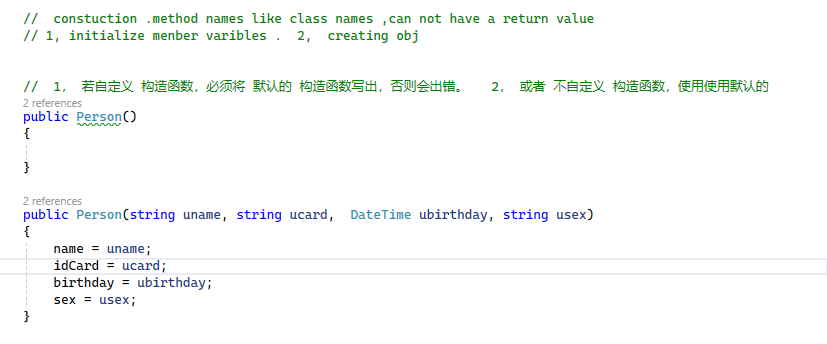 //  constuction .method names like class names ,can not have a return value
// 1, initialize menber varibles .  2,  creating obj
//  1,  若自定义 构造函数，必须将 默认的 构造函数写出，否则会出错。   2,  或者 不自定义 构造函数，使用使用默认的
2 references
public Person()
{
}
2 references
public Person(string uname, string ucard,  DateTime ubirthday, string usex)
{
name = uname;
idCard = ucard;
birthday = ubirthday;
sex = usex;
}